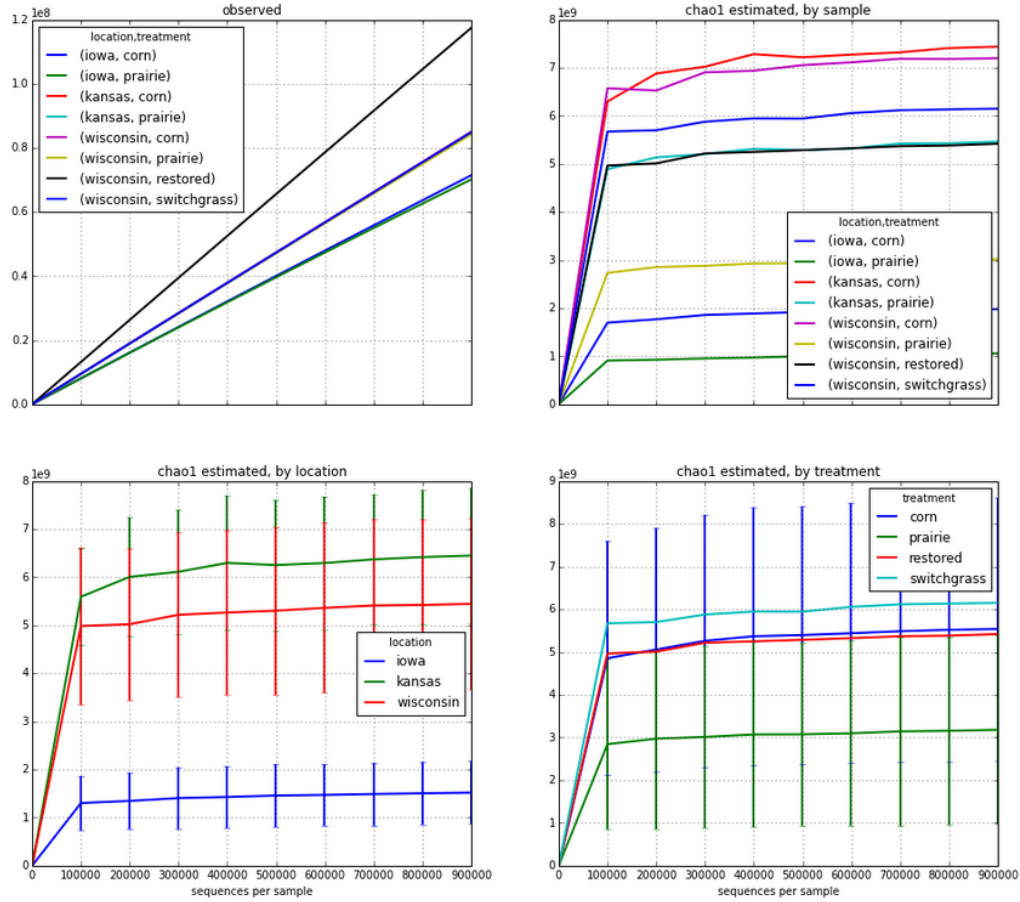 observed
1e8
1.2
1.0
0.8
0.6
0.4
0.2
0.0
location,treatment
(iowa, corn)
(iowa, prairie)
(kansas, corn)
(kansas, prairie)
(wisconsin, corn)
(wisconsin, prairie)
(wisconsin, restored)
(wisconsin, switchgrass)
chao1 estimated, by sample
1e9
8
7
6
5
4
3
2
1
0
location,treatment
(iowa, corn)
(iowa, prairie)
(kansas, corn)
(kansas, prairie)
(wisconsin, corn)
(wisconsin, prairie)
(wisconsin, restored)
(wisconsin, switchgrass)
chao1 estimated, by location
1e9
8
7
6
5
4
3
2
1
0
location
iowa
kansas
wisconsin
0 100000 200000 300000 400000 500000 600000 700000 800000 900000
sequences per sample
chao1 estimated, by treatment
1e9
9
8
7
6
5
4
3
2
1
0
treatment
corn
prairie
restored
switchgrass
0 100000 200000 300000 400000 500000 600000 700000 800000 900000
sequences per sample